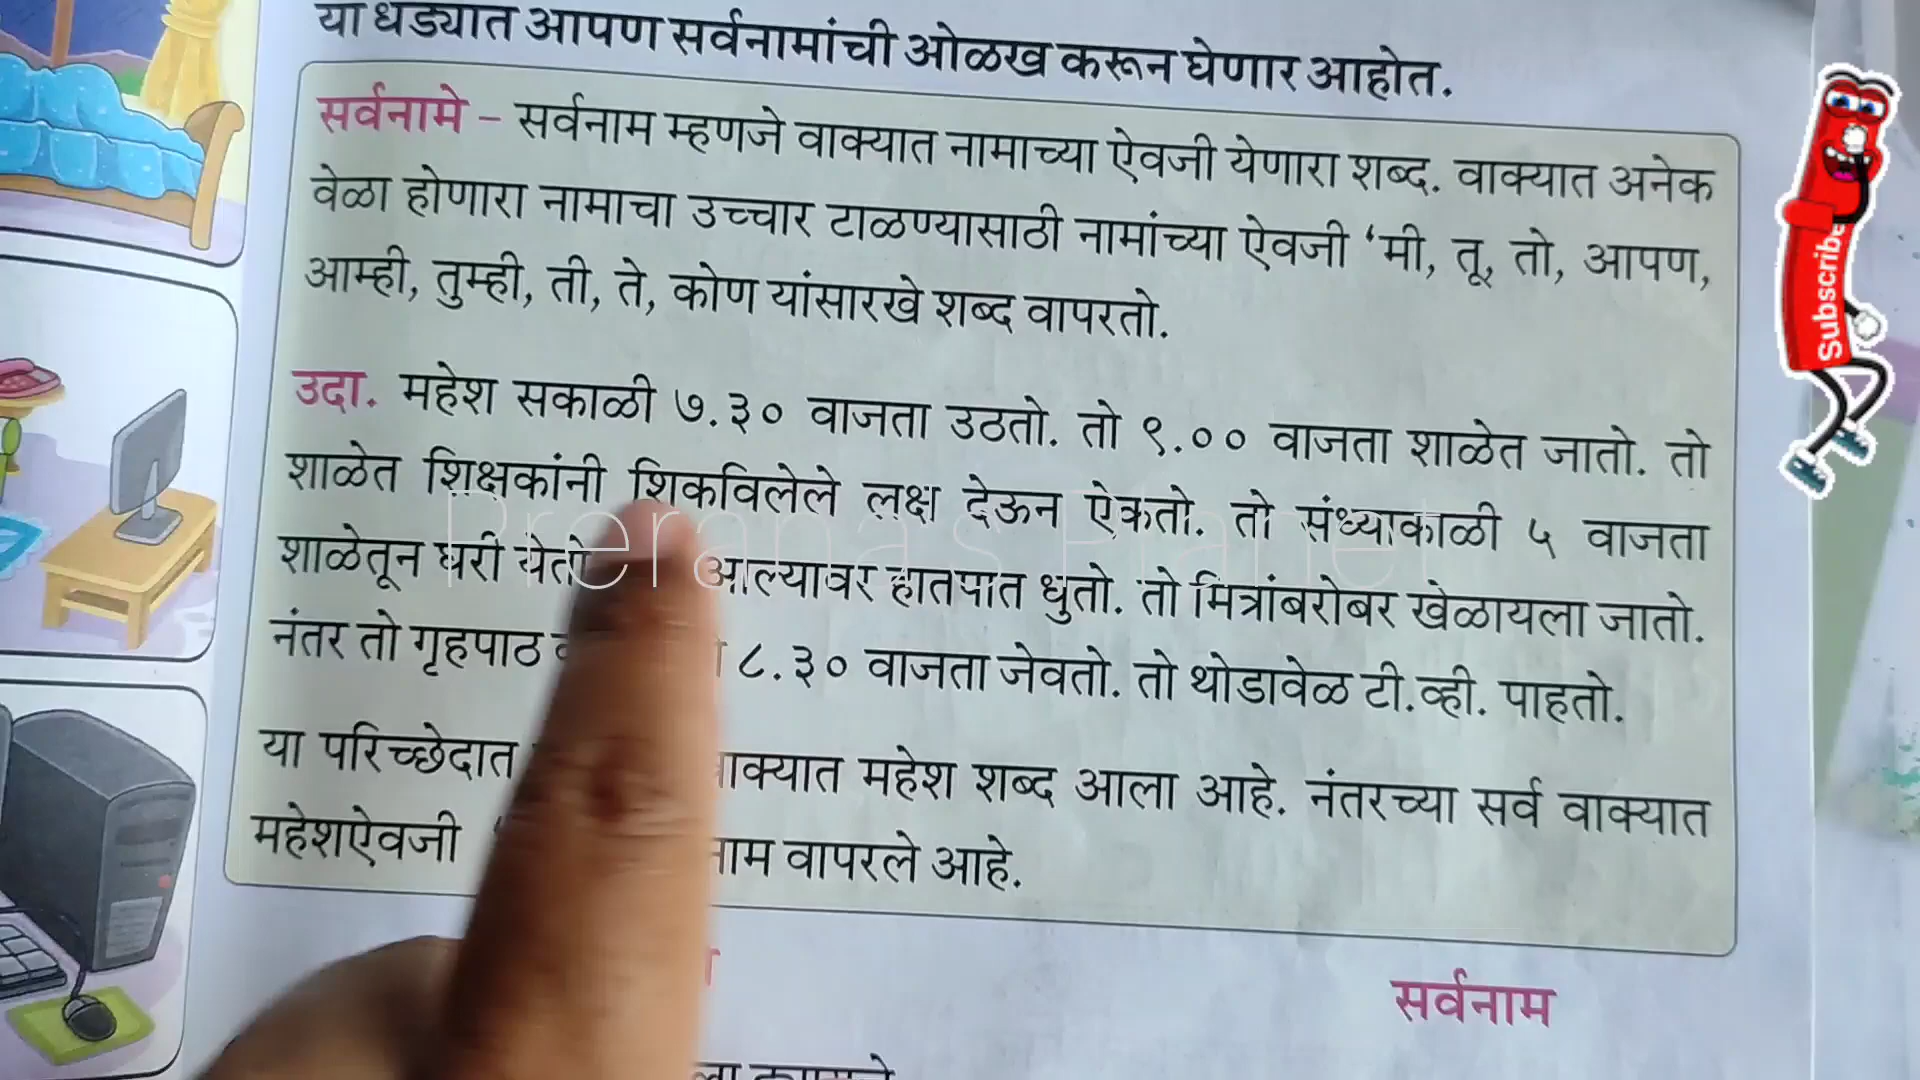 या धड्यात आपण सर्वनामांची ओळख करून घेणार आहोत.
सर्वनामे – सर्वनाम म्हणजे वाक्यात नामाच्या ऐवजी येणारा शब्द. वाक्यात अनेक
वेळा होणारा नामाचा उच्चार टाळण्यासाठी नामांच्या ऐवजी ‘मी, तू, तो, आपण,
आम्ही, तुम्ही, ती, ते, कोण यांसारखे शब्द वापरतो.
उदा. महेश सकाळी ७.३० वाजता उठतो. तो ९.०० वाजता शाळेत जातो. तो
शाळेत शिक्षकांनी शिकविलेले लक्ष देऊन ऐकतो. तो संध्याकाळी ५ वाजता
शाळेतून घरी येतो आल्यावर हातपात धुतो. तो मित्रांबरोबर खेळायला जातो.
नंतर तो गृहपाठ ८.३० वाजता जेवतो. तो थोडावेळ टी.व्ही. पाहतो.
या परिच्छेदात वाक्यात महेश शब्द आला आहे. नंतरच्या सर्व वाक्यात
महेशऐवजी वापरले आहे.
सर्वनाम
Subscribe
Prerana's Planet